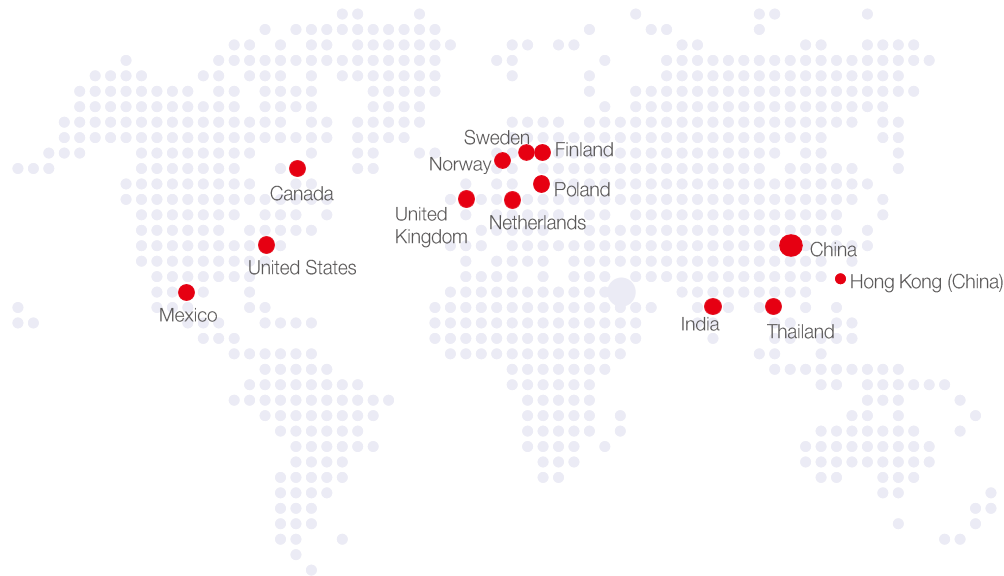 Sweden
Finland
Norway
Canada
Poland
United
Kingdom
Netherlands
China
United States
Hong Kong (China)
Mexico
India
Thailand